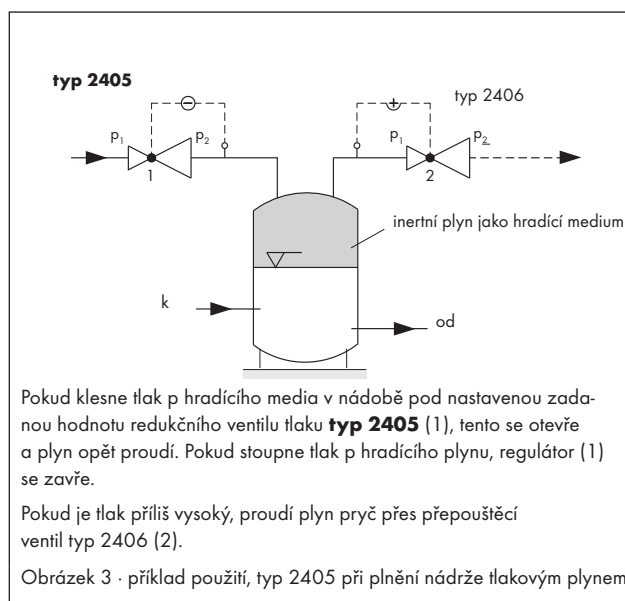 typ 2405
typ 2406
p1 p2 p1 p2
1 2
inertní plyn jako hradící medium
k
od
Pokud klesne tlak p hradícího media v nádobě pod nastavenou zada-
nou hodnotu redukčního ventilu tlaku typ 2405 (1), tento se otevře
a plyn opět proudí. Pokud stoupne tlak p hradícího plynu, regulátor (1)
se zavře.
Pokud je tlak příliš vysoký, proudí plyn pryč přes přepouštěcí
ventil typ 2406 (2).
Obrázek 3 · příklad použití, typ 2405 při plnění nádrže tlakovým plynem